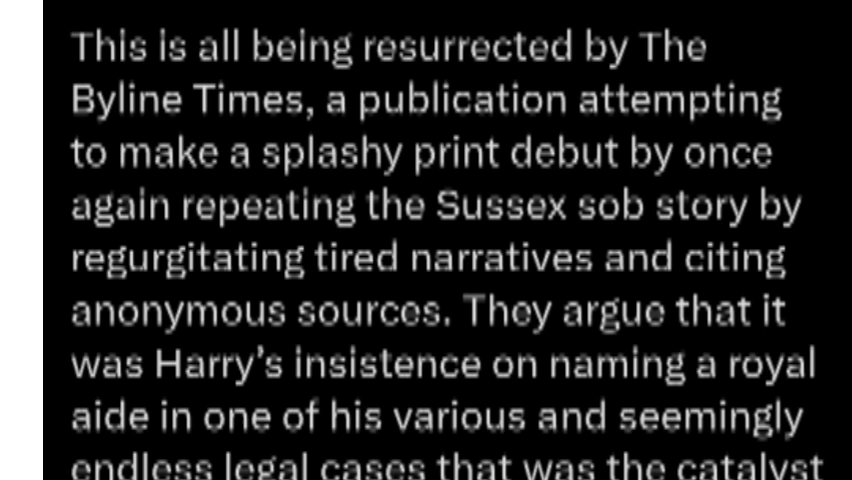 This is all being resurrected by The
Byline Times, a publication attempting
to make a splashy print debut by once
again repeating the Sussex sob story by
regurgitating tired narratives and citing
anonymous sources. They argue that it
was Harry’s insistence on naming a royal
aide in one of his various and seemingly
endless legal cases that was the catalyst